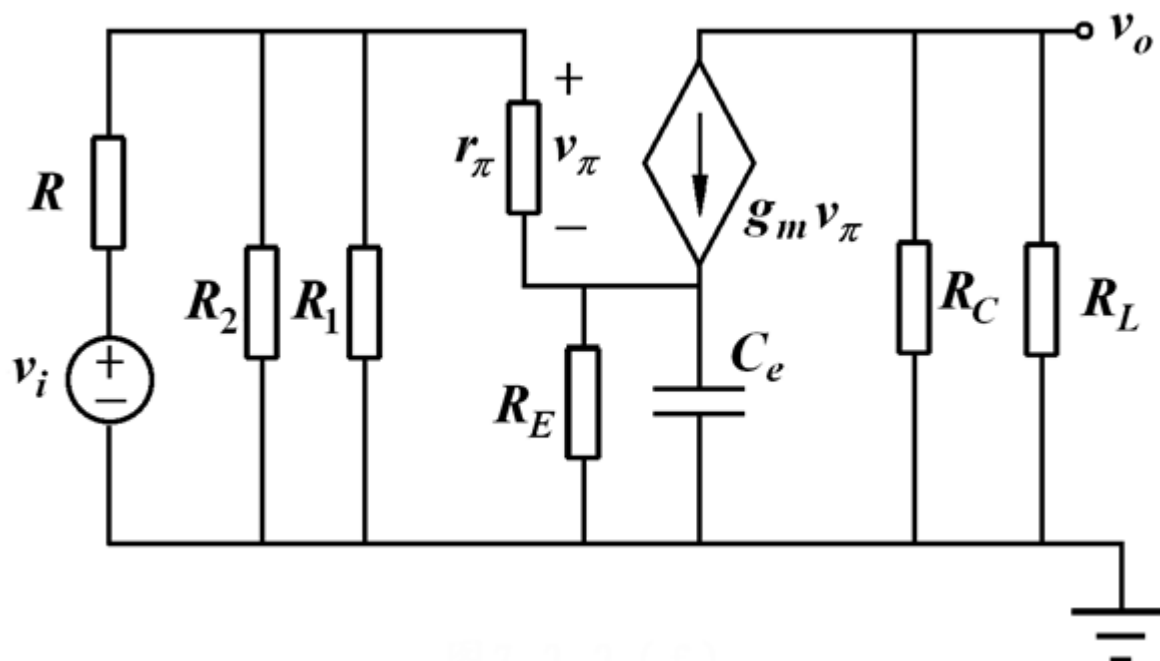 v_o
+
r_π
v_π
−
R
g_m v_π
R_2
R_1
R_C
R_L
v_i
+
−
R_E
C_e